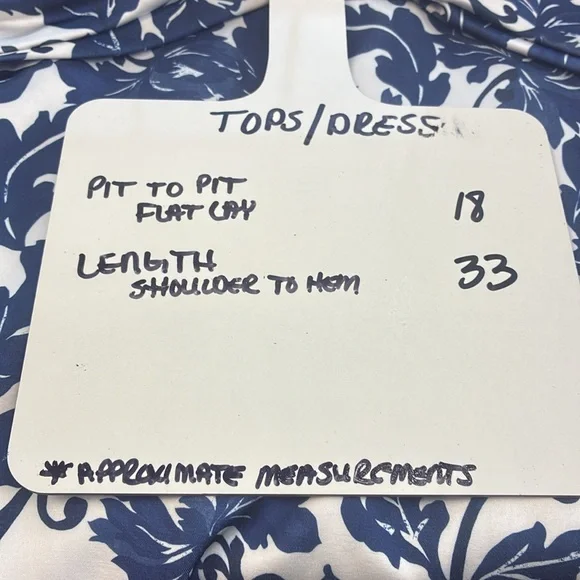 TOPS/DRESS
PIT TO PIT
FLAT LAY 18
LENGTH
SHOULDER TO HEM 33
* APPROXIMATE MEASUREMENTS